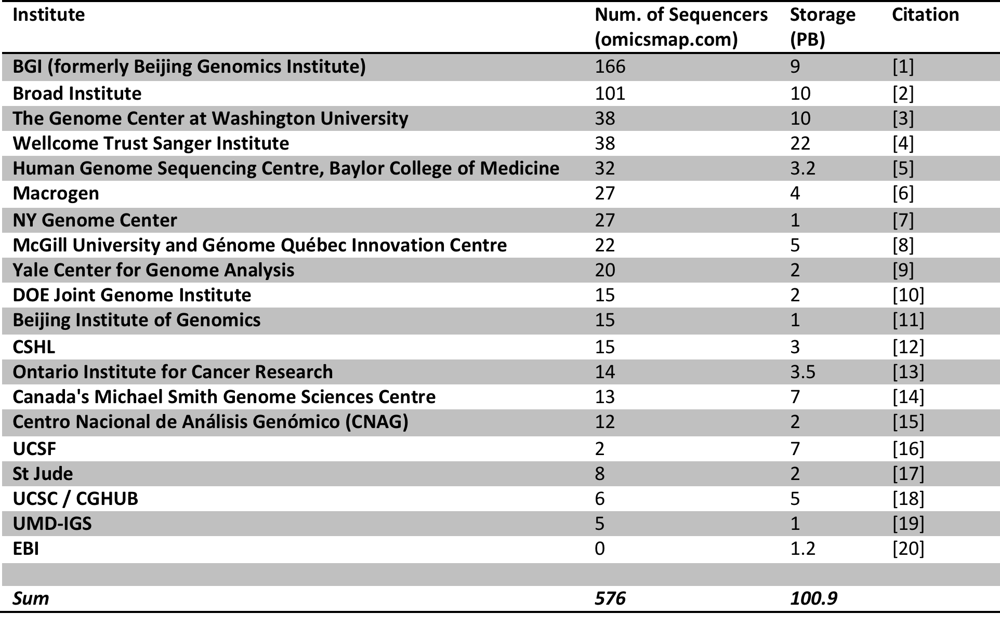 Institute Num. of Sequencers Storage Citation
(omicsmap.com) (PB)
BGI (formerly Beijing Genomics Institute) 166 9 [1]
Broad Institute 101 10 [2]
The Genome Center at Washington University 38 10 [3]
Wellcome Trust Sanger Institute 38 22 [4]
Human Genome Sequencing Centre, Baylor College of Medicine 32 3.2 [5]
Macrogen 27 4 [6]
NY Genome Center 27 1 [7]
McGill University and Génome Québec Innovation Centre 22 5 [8]
Yale Center for Genome Analysis 20 2 [9]
DOE Joint Genome Institute 15 2 [10]
Beijing Institute of Genomics 15 1 [11]
CSHL 15 3 [12]
Ontario Institute for Cancer Research 14 3.5 [13]
Canada's Michael Smith Genome Sciences Centre 13 7 [14]
Centro Nacional de Análisis Genómico (CNAG) 12 2 [15]
UCSF 2 7 [16]
St Jude 8 2 [17]
UCSC / CGHUB 6 5 [18]
UMD-IGS 5 1 [19]
EBI 0 1.2 [20]
Sum 576 100.9